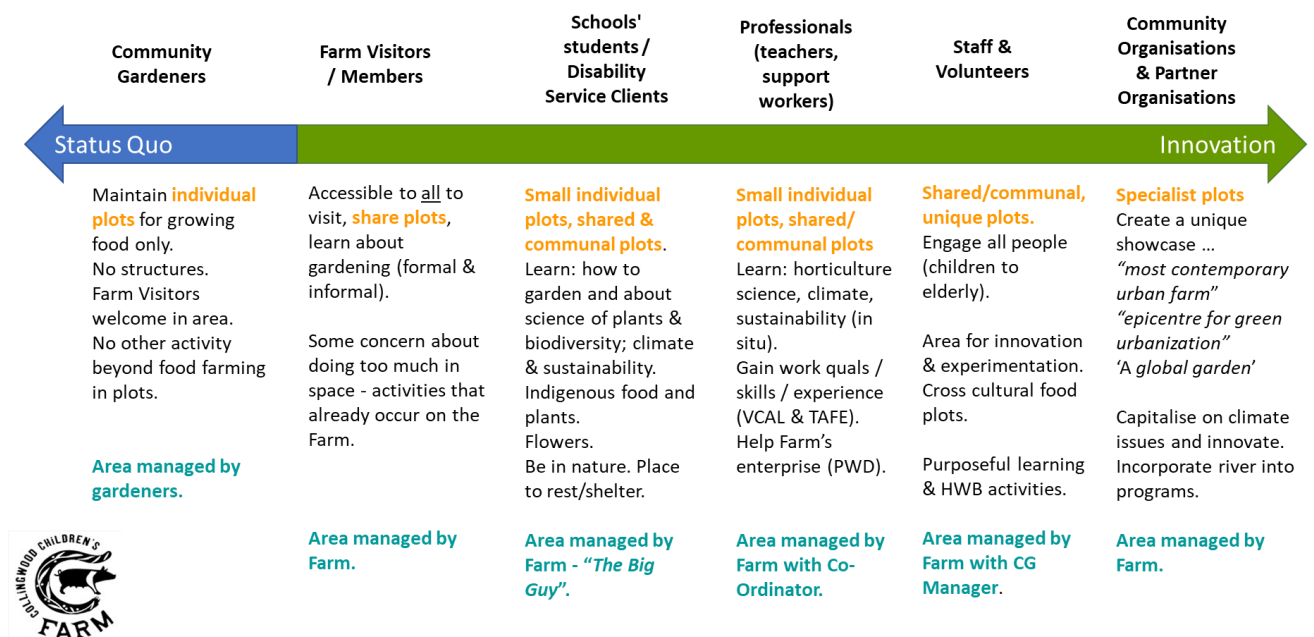 Community
Gardeners
Farm Visitors
/ Members
Schools'
students /
Disability
Service Clients
Professionals
(teachers,
support
workers)
Staff &
Volunteers
Community
Organisations
& Partner
Organisations
Status Quo
Innovation
Maintain individual
plots for growing
food only.
No structures.
Farm Visitors
welcome in area.
No other activity
beyond food farming
in plots.
Area managed by
gardeners.
Accessible to all to
visit, share plots,
learn about
gardening (formal &
informal).
Some concern about
doing too much in
space - activities that
already occur on the
Farm.
Area managed by
Farm.
Small individual
plots, shared &
communal plots.
Learn: how to
garden and about
science of plants &
biodiversity; climate
& sustainability.
Indigenous food and
plants.
Flowers.
Be in nature. Place
to rest/shelter.
Area managed by
Farm - “The Big
Guy”.
Small individual
plots, shared/
communal plots
Learn: horticulture
science, climate,
sustainability (in
situ).
Gain work quals /
skills / experience
(VCAL & TAFE).
Help Farm’s
enterprise (PWD).
Area managed by
Farm with Co-
Ordinator.
Shared/communal,
unique plots.
Engage all people
(children to
elderly).
Area for innovation
& experimentation.
Cross cultural food
plots.
Purposeful learning
& HWB activities.
Area managed by
Farm with CG
Manager.
Specialist plots
Create a unique
showcase ...
“most contemporary
urban farm”
“epicentre for green
urbanization”
‘A global garden’
Capitalise on climate
issues and innovate.
Incorporate river into
programs.
Area managed by
Farm.
COLLINGWOOD CHILDREN'S
FARM